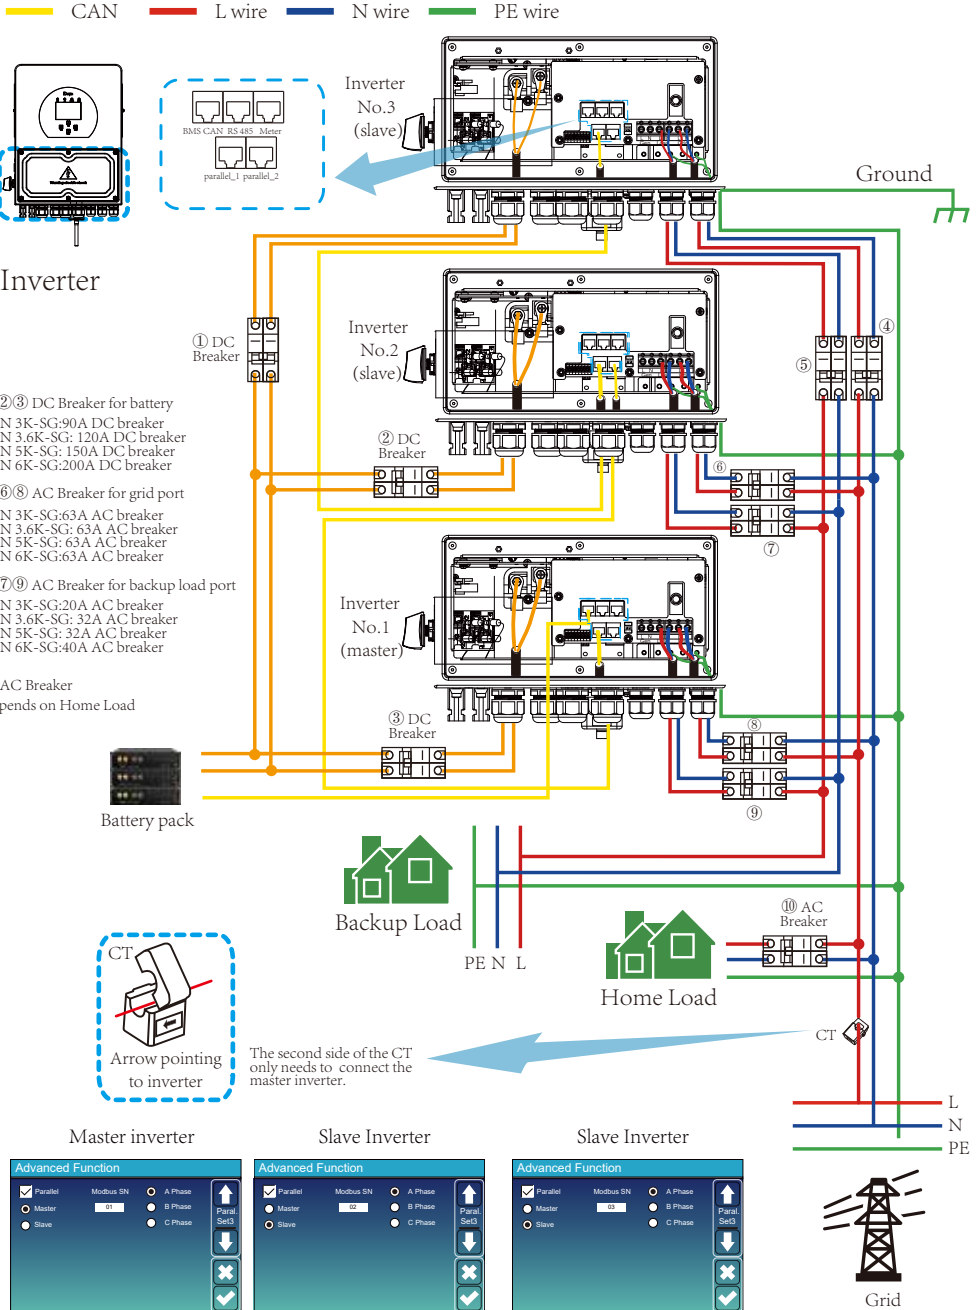 CAN L wire N wire PE wire
BMS CAN RS 485 Meter
parallel_1 parallel_2
Inverter
No.3
(slave)
Ground
Inverter
① DC
Breaker
Inverter
No.2
(slave)
④
⑤
②③ DC Breaker for battery
N 3K-SG:90A DC breaker
N 3.6K-SG: 120A DC breaker
N 5K-SG: 150A DC breaker
N 6K-SG:200A DC breaker
② DC
Breaker
⑥
⑦
⑥⑧ AC Breaker for grid port
N 3K-SG:63A AC breaker
N 3.6K-SG: 63A AC breaker
N 5K-SG: 63A AC breaker
N 6K-SG:63A AC breaker
⑦⑨ AC Breaker for backup load port
N 3K-SG:20A AC breaker
N 3.6K-SG: 32A AC breaker
N 5K-SG: 32A AC breaker
N 6K-SG:40A AC breaker
Inverter
No.1
(master)
AC Breaker
pends on Home Load
③ DC
Breaker
⑧
⑨
Battery pack
Backup Load
PE N L
⑩ AC
Breaker
Home Load
CT
Arrow pointing
to inverter
The second side of the CT
only needs to connect the
master inverter.
CT
L
N
PE
Master inverter
Advanced Function
Parallel Modbus SN A Phase
Master 01 B Phase
Slave C Phase
Paral.
Set3
Slave Inverter
Advanced Function
Parallel Modbus SN A Phase
Master 02 B Phase
Slave C Phase
Paral.
Set3
Slave Inverter
Advanced Function
Parallel Modbus SN A Phase
Master 03 B Phase
Slave C Phase
Paral.
Set3
Grid